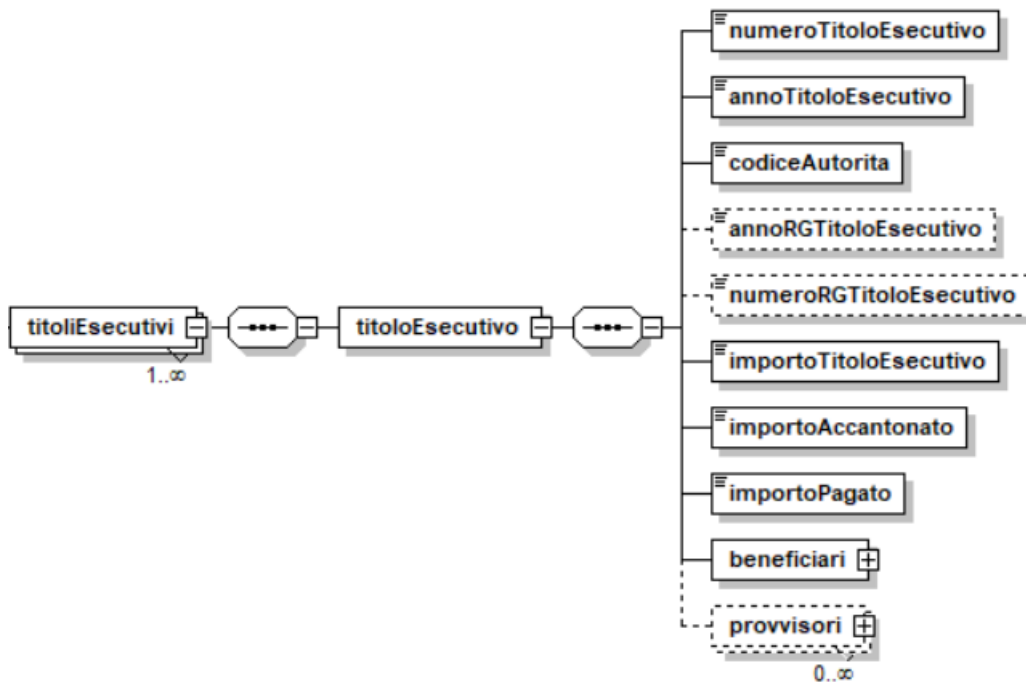 numeroTitoloEsecutivo
annoTitoloEsecutivo
codiceAutorita
annoRGTitoloEsecutivo
numeroRGTitoloEsecutivo
titoliEsecutivi
1..∞
titoloEsecutivo
importoTitoloEsecutivo
importoAccantonato
importoPagato
beneficiari
provvisori
0..∞